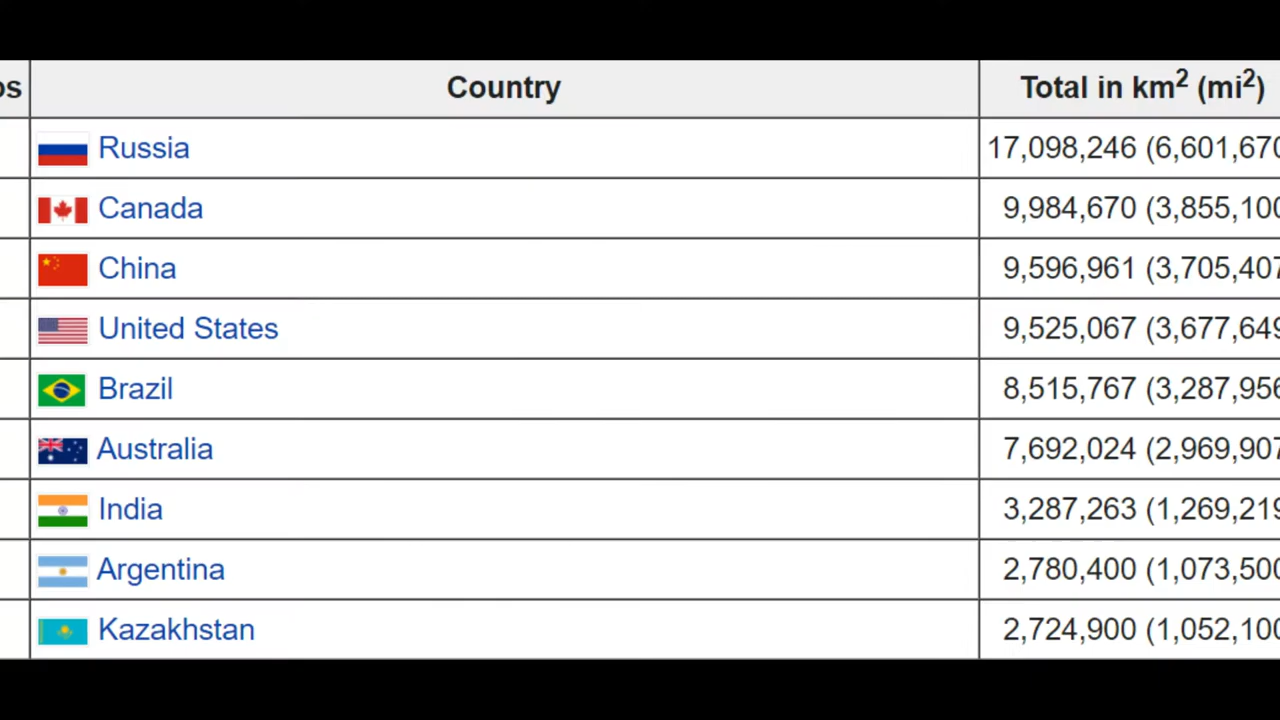 os Country Total in km² (mi²)
Russia 17,098,246 (6,601,670
Canada 9,984,670 (3,855,100
China 9,596,961 (3,705,407
United States 9,525,067 (3,677,649
Brazil 8,515,767 (3,287,956
Australia 7,692,024 (2,969,907
India 3,287,263 (1,269,219
Argentina 2,780,400 (1,073,500
Kazakhstan 2,724,900 (1,052,100